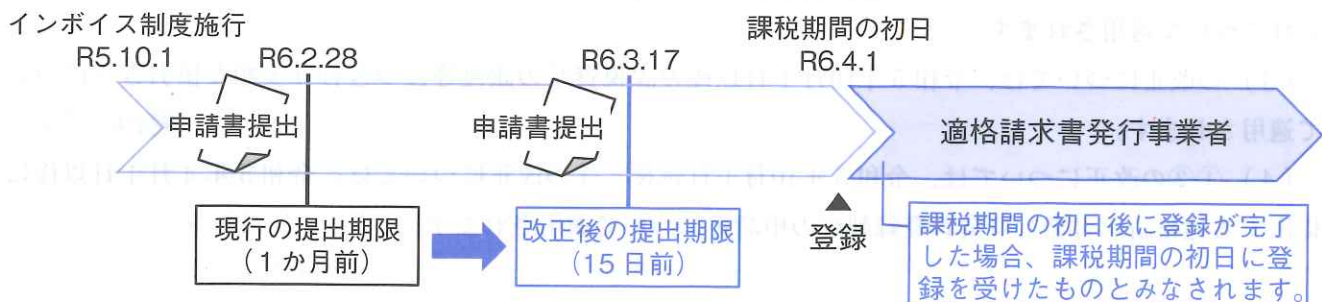 インボイス制度施行
R5.10.1
R6.2.28
R6.3.17
課税期間の初日
R6.4.1
申請書提出
申請書提出
適格請求書発行事業者
現行の提出期限
（1か月前）
改正後の提出期限
（15日前）
登録
課税期間の初日後に登録が完了
した場合、課税期間の初日に登
録を受けたものとみなされます。